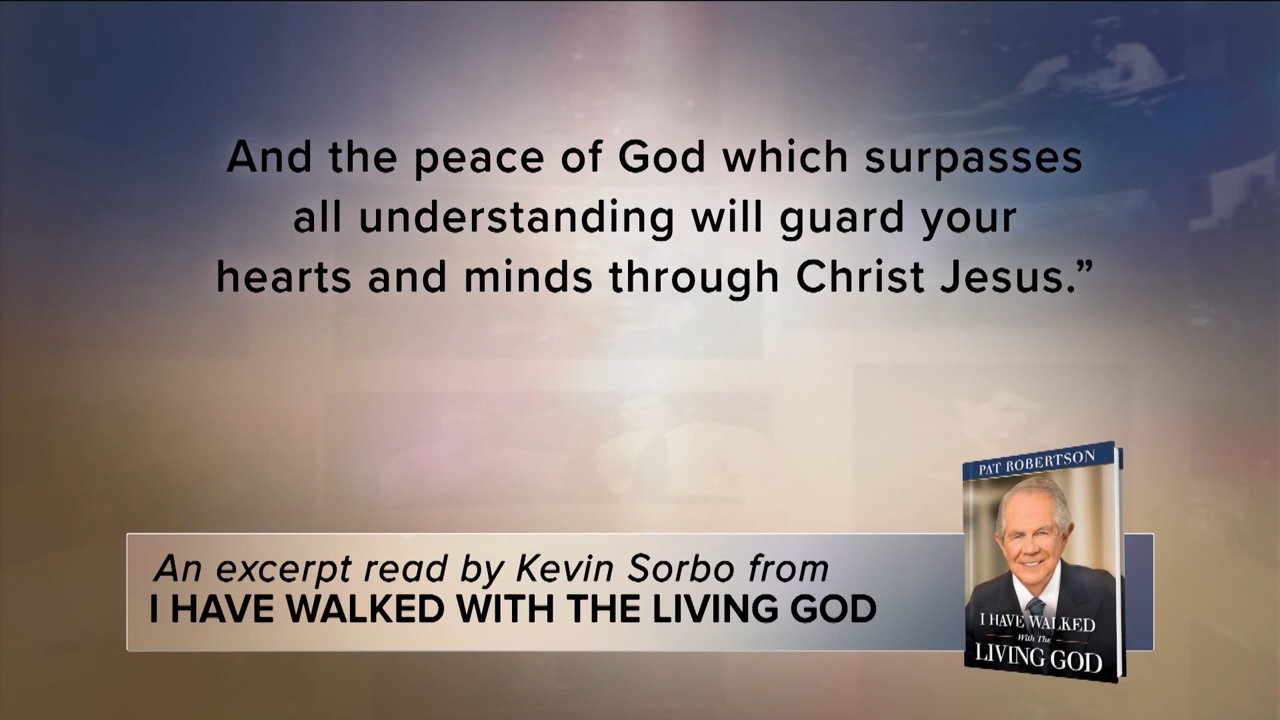 And the peace of God which surpasses
all understanding will guard your
hearts and minds through Christ Jesus.”
An excerpt read by Kevin Sorbo from
I HAVE WALKED WITH THE LIVING GOD
PAT ROBERTSON
I HAVE WALKED
With The
LIVING GOD